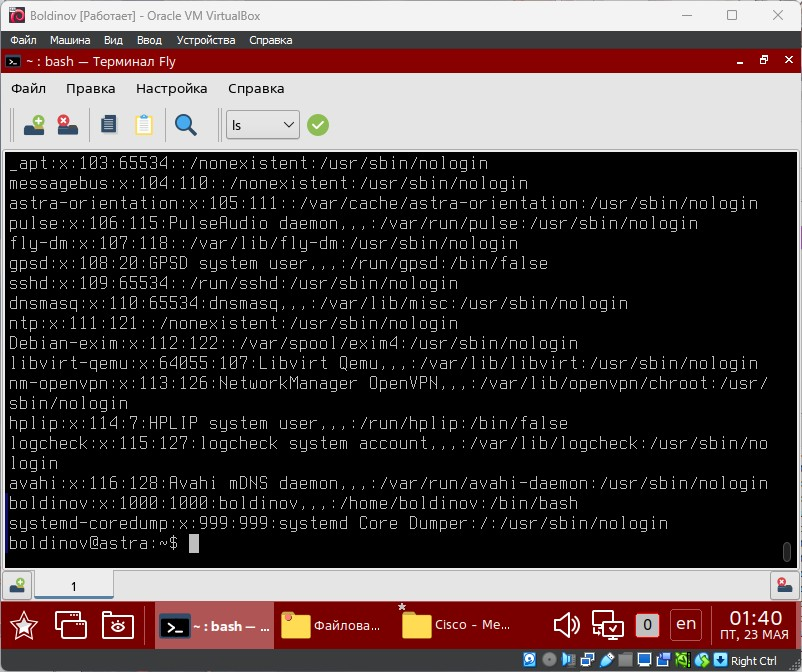 Boldinov [Работает] - Oracle VM VirtualBox
Файл Машина Вид Ввод Устройства Справка
~ : bash — Терминал Fly
Файл Правка Настройка Справка
ls
_apt:x:103:65534::/nonexistent:/usr/sbin/nologin
messagebus:x:104:110::/nonexistent:/usr/sbin/nologin
astra-orientation:x:105:111::/var/cache/astra-orientation:/usr/sbin/nologin
pulse:x:106:115:PulseAudio daemon,,,:/var/run/pulse:/usr/sbin/nologin
fly-dm:x:107:118::/var/lib/fly-dm:/usr/sbin/nologin
gpsd:x:108:20:GPSD system user,,,:/run/gpsd:/bin/false
sshd:x:109:65534::/run/sshd:/usr/sbin/nologin
dnsmasq:x:110:65534:dnsmasq,,,:/var/lib/misc:/usr/sbin/nologin
ntp:x:111:121::/nonexistent:/usr/sbin/nologin
Debian-exim:x:112:122::/var/spool/exim4:/usr/sbin/nologin
libvirt-qemu:x:64055:107:Libvirt Qemu,,,:/var/lib/libvirt:/usr/sbin/nologin
nm-openvpn:x:113:126:NetworkManager OpenVPN,,,:/var/lib/openvpn/chroot:/usr/
sbin/nologin
hplip:x:114:7:HPLIP system user,,,:/run/hplip:/bin/false
logcheck:x:115:127:logcheck system account,,,:/var/lib/logcheck:/usr/sbin/no
login
avahi:x:116:128:Avahi mDNS daemon,,,:/var/run/avahi-daemon:/usr/sbin/nologin
boldinov:x:1000:1000:boldinov,,,:/home/boldinov:/bin/bash
systemd-coredump:x:999:999:systemd Core Dumper:/:/usr/sbin/nologin
boldinov@astra:~$
1
~ : bash — ...
Файлова...
* Cisco – Ме...
0
en
01:40
ПТ, 23 МАЯ
Right Ctrl